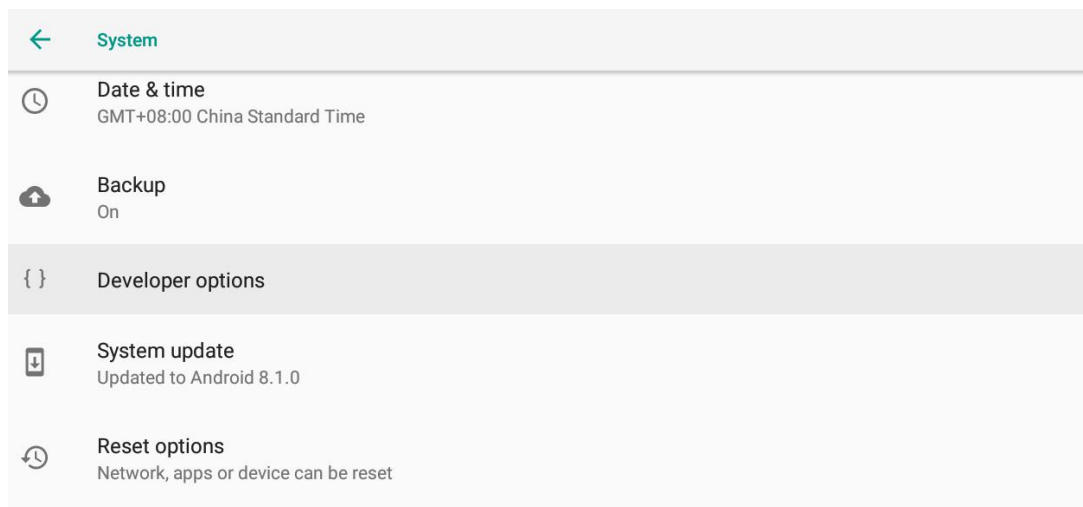 System
Date & time
GMT+08:00 China Standard Time
Backup
On
{ } Developer options
System update
Updated to Android 8.1.0
Reset options
Network, apps or device can be reset